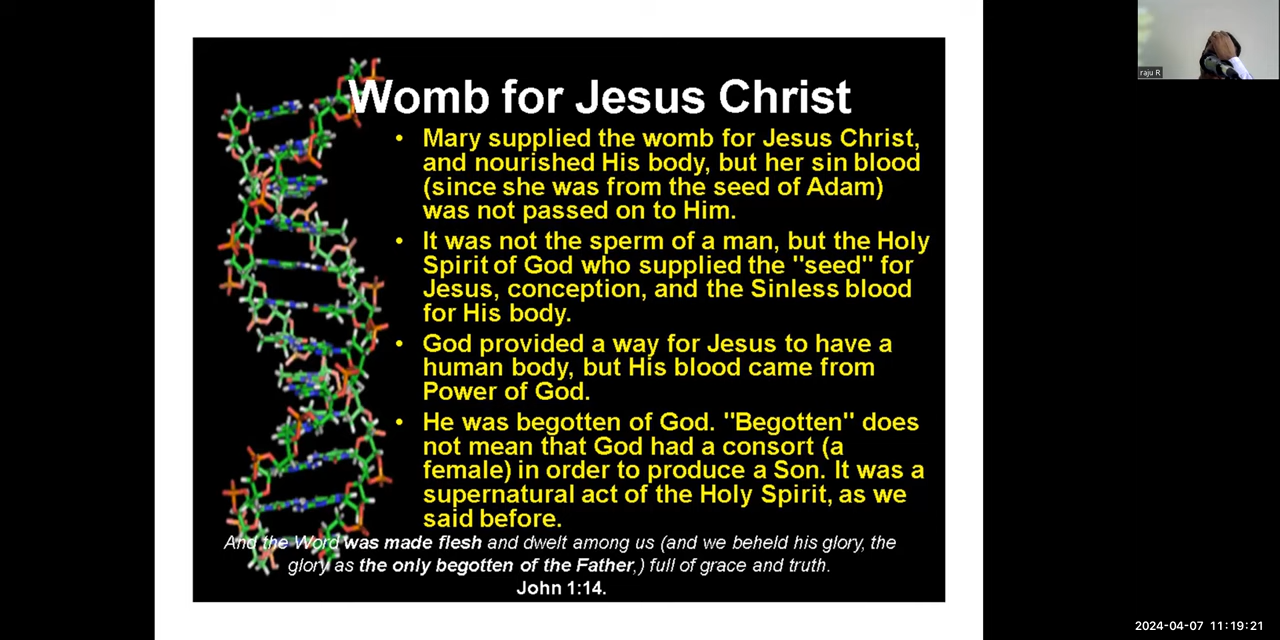 raju R
Womb for Jesus Christ
• Mary supplied the womb for Jesus Christ,
and nourished His body, but her sin blood
(since she was from the seed of Adam)
was not passed on to Him.
• It was not the sperm of a man, but the Holy
Spirit of God who supplied the "seed" for
Jesus, conception, and the Sinless blood
for His body.
• God provided a way for Jesus to have a
human body, but His blood came from
Power of God.
• He was begotten of God. "Begotten" does
not mean that God had a consort (a
female) in order to produce a Son. It was a
supernatural act of the Holy Spirit, as we
said before.
And the Word was made flesh and dwelt among us (and we beheld his glory, the
glory as the only begotten of the Father,) full of grace and truth.
John 1:14.
2024-04-07 11:19:21